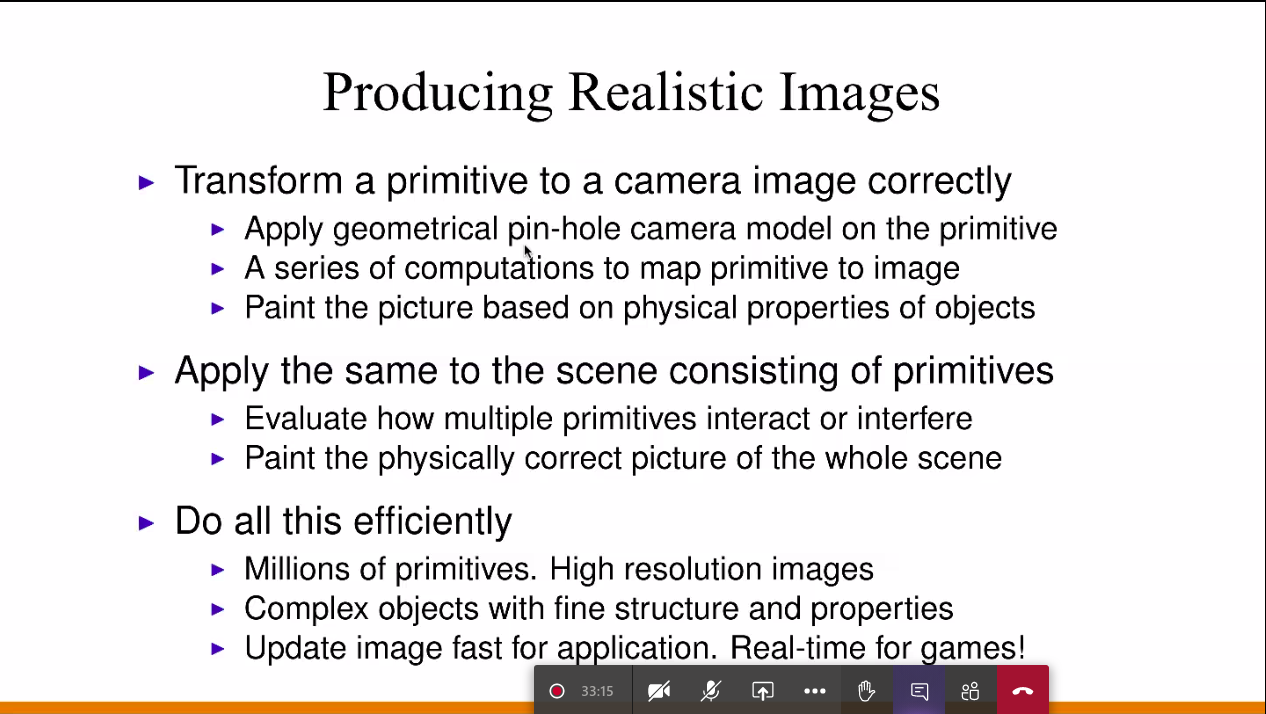 Producing Realistic Images
Transform a primitive to a camera image correctly
Apply geometrical pin-hole camera model on the primitive
A series of computations to map primitive to image
Paint the picture based on physical properties of objects
Apply the same to the scene consisting of primitives
Evaluate how multiple primitives interact or interfere
Paint the physically correct picture of the whole scene
Do all this efficiently
Millions of primitives. High resolution images
Complex objects with fine structure and properties
Update image fast for application. Real-time for games!
33:15